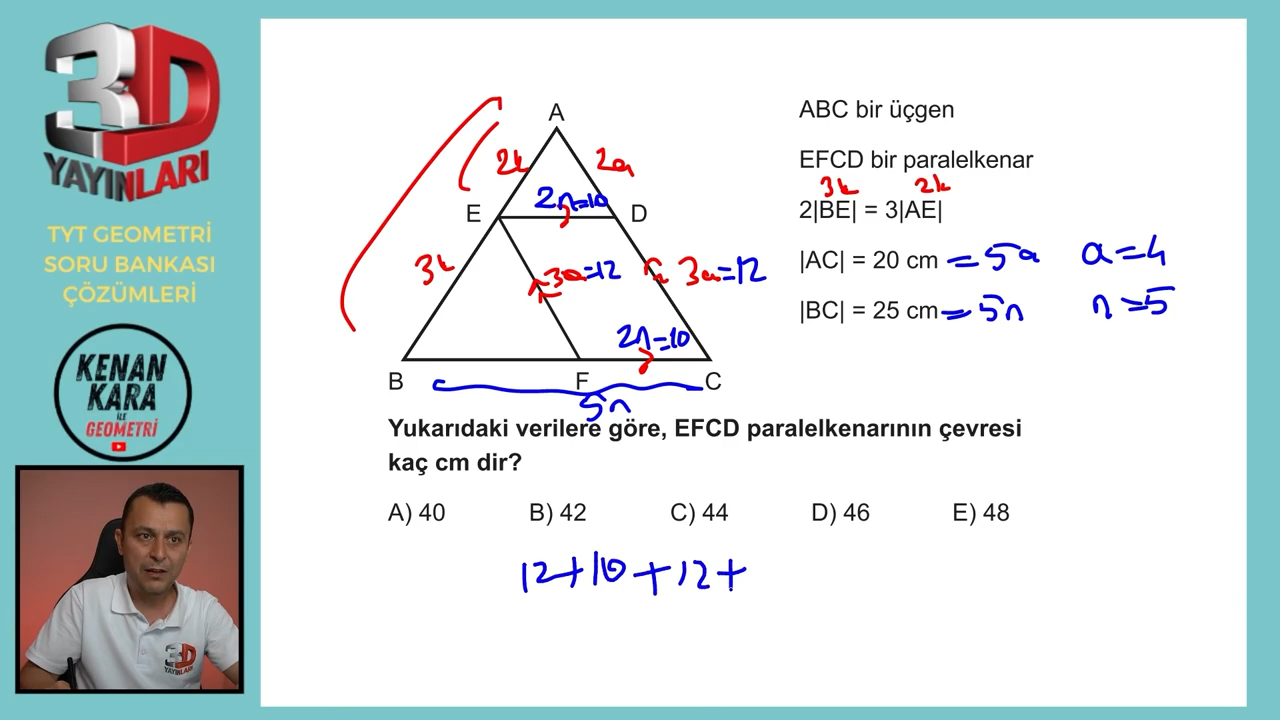 3D
YAYINLARI
TYT GEOMETRİ
SORU BANKASI
ÇÖZÜMLERİ
KENAN
KARA
İLE
GEOMETRİ
3D
YAYINLARI
A
2k
2a
2n=10
E
D
3k
3a=12
3a=12
2n=10
B
F
C
5n
ABC bir üçgen
EFCD bir paralelkenar
3k 2k
2|BE| = 3|AE|
|AC| = 20 cm = 5a a=4
|BC| = 25 cm = 5n n=5
Yukarıdaki verilere göre, EFCD paralelkenarının çevresi
kaç cm dir?
A) 40 B) 42 C) 44 D) 46 E) 48
12+10+12+